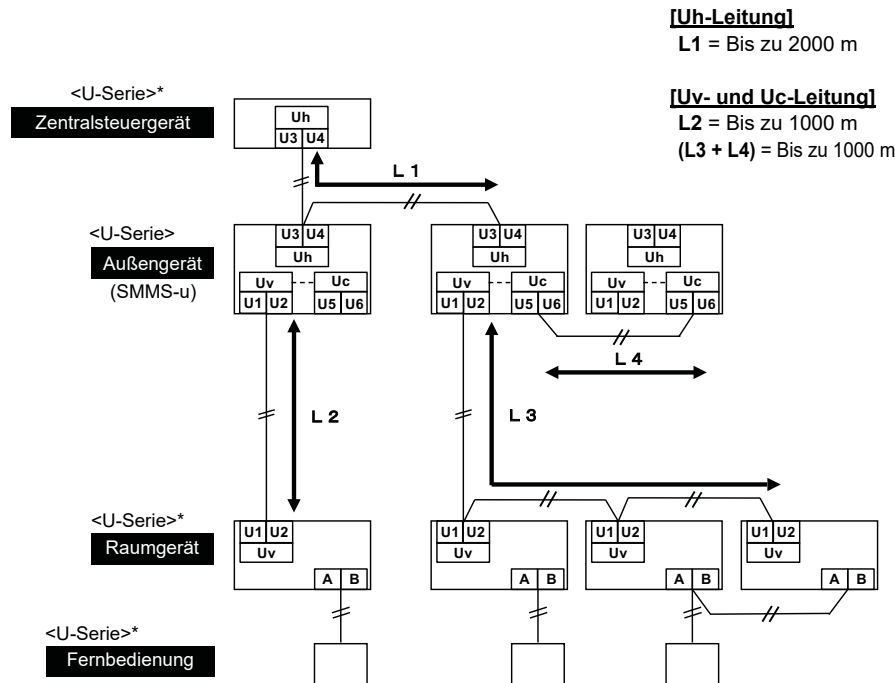 [Uh-Leitung]
L1 = Bis zu 2000 m
[Uv- und Uc-Leitung]
L2 = Bis zu 1000 m
(L3 + L4) = Bis zu 1000 m
<U-Serie>*
Zentralsteuergerät
Uh
U3 U4
L 1
<U-Serie>
Außengerät
(SMMS-u)
U3 U4
Uh
Uv Uc
U1 U2 U5 U6
U3 U4
Uh
Uv Uc
U1 U2 U5 U6
U3 U4
Uh
Uv Uc
U1 U2 U5 U6
L 4
L 2
L 3
<U-Serie>*
Raumgerät
U1 U2
Uv
A B
U1 U2
Uv
A B
U1 U2
Uv
A B
U1 U2
Uv
A B
<U-Serie>*
Fernbedienung